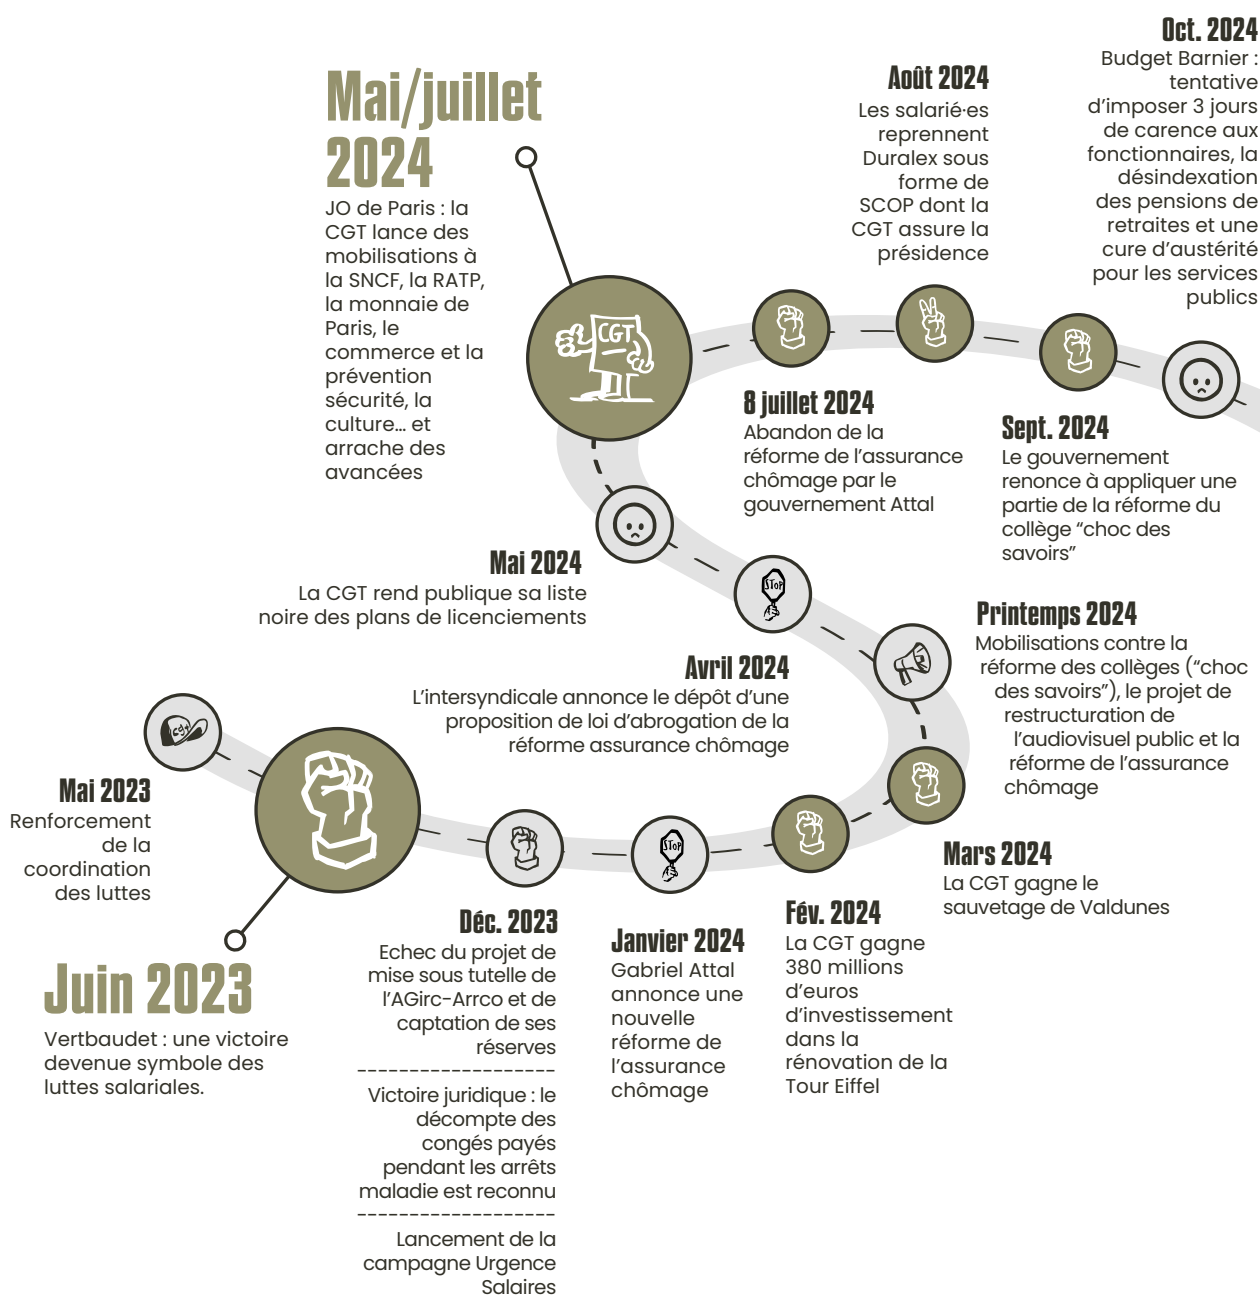 Mai 2023
Renforcement
de la
coordination
des luttes
cgt
Juin 2023
Vertbaudet : une victoire
devenue symbole des
luttes salariales.
Déc. 2023
Echec du projet de
mise sous tutelle de
l’AGirc-Arrco et de
captation de ses
réserves
-------------------
Victoire juridique : le
décompte des
congés payés
pendant les arrêts
maladie est reconnu
-------------------
Lancement de la
campagne Urgence
Salaires
STOP
Janvier 2024
Gabriel Attal
annonce une
nouvelle
réforme de
l’assurance
chômage
Fév. 2024
La CGT gagne
380 millions
d’euros
d’investissement
dans la
rénovation de la
Tour Eiffel
Mars 2024
La CGT gagne le
sauvetage de Valdunes
Printemps 2024
Mobilisations contre la
réforme des collèges (“choc
des savoirs”), le projet de
restructuration de
l’audiovisuel public et la
réforme de l’assurance
chômage
STOP
Avril 2024
L’intersyndicale annonce le dépôt d’une
proposition de loi d’abrogation de la
réforme assurance chômage
Mai 2024
La CGT rend publique sa liste
noire des plans de licenciements
Mai/juillet
2024
JO de Paris : la
CGT lance des
mobilisations à
la SNCF, la RATP,
la monnaie de
Paris, le
commerce et la
prévention
sécurité, la
culture… et
arrache des
avancées
CGT
8 juillet 2024
Abandon de la
réforme de l’assurance
chômage par le
gouvernement Attal
Août 2024
Les salarié·es
reprennent
Duralex sous
forme de
SCOP dont la
CGT assure la
présidence
Sept. 2024
Le gouvernement
renonce à appliquer une
partie de la réforme du
collège “choc des
savoirs”
Oct. 2024
Budget Barnier :
tentative
d’imposer 3 jours
de carence aux
fonctionnaires, la
désindexation
des pensions de
retraites et une
cure d’austérité
pour les services
publics